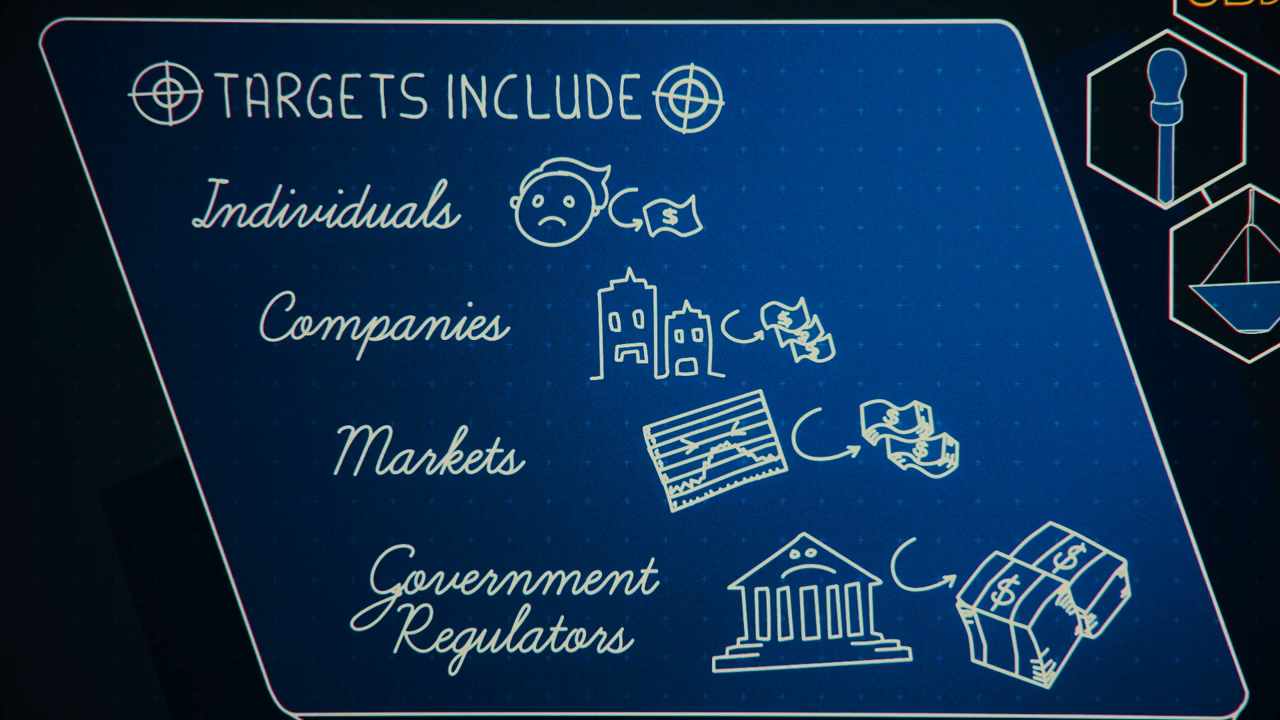 TARGETS INCLUDE
Individuals
$
Companies
$ $ $
Markets
$ $
Government
Regulators
$ $